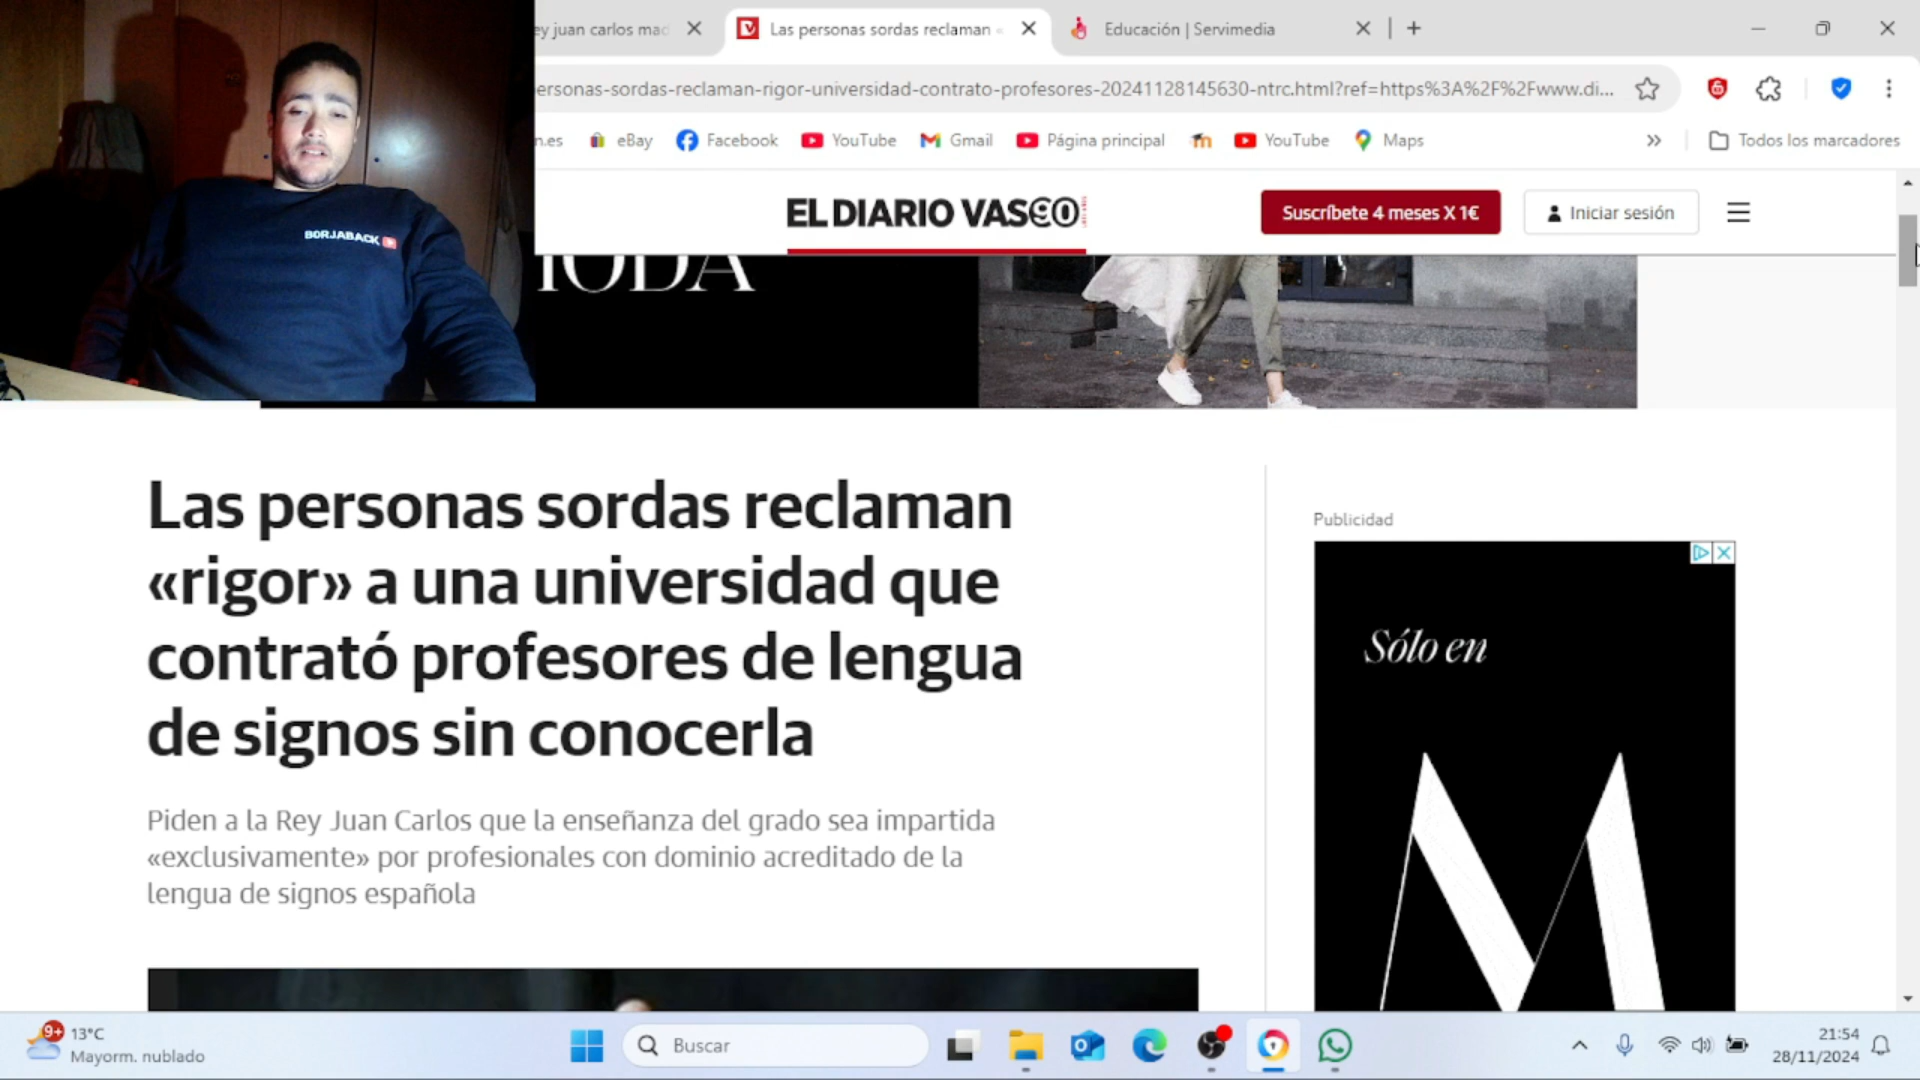 ey juan carlos mad
Las personas sordas reclaman «
Educación | Servimedia
ersonas-sordas-reclaman-rigor-universidad-contrato-profesores-20241128145630-ntrc.html?ref=https%3A%2F%2Fwww.di...
n.es
eBay
Facebook
YouTube
Gmail
Página principal
YouTube
Maps
Todos los marcadores
BORJABACK
EL DIARIO VASCO
90
Suscríbete 4 meses X 1€
Iniciar sesión
MODA
Las personas sordas reclaman
«rigor» a una universidad que
contrató profesores de lengua
de signos sin conocerla
Piden a la Rey Juan Carlos que la enseñanza del grado sea impartida
«exclusivamente» por profesionales con dominio acreditado de la
lengua de signos española
Publicidad
Sólo en
M
9+
13°C
Mayorm. nublado
Buscar
21:54
28/11/2024